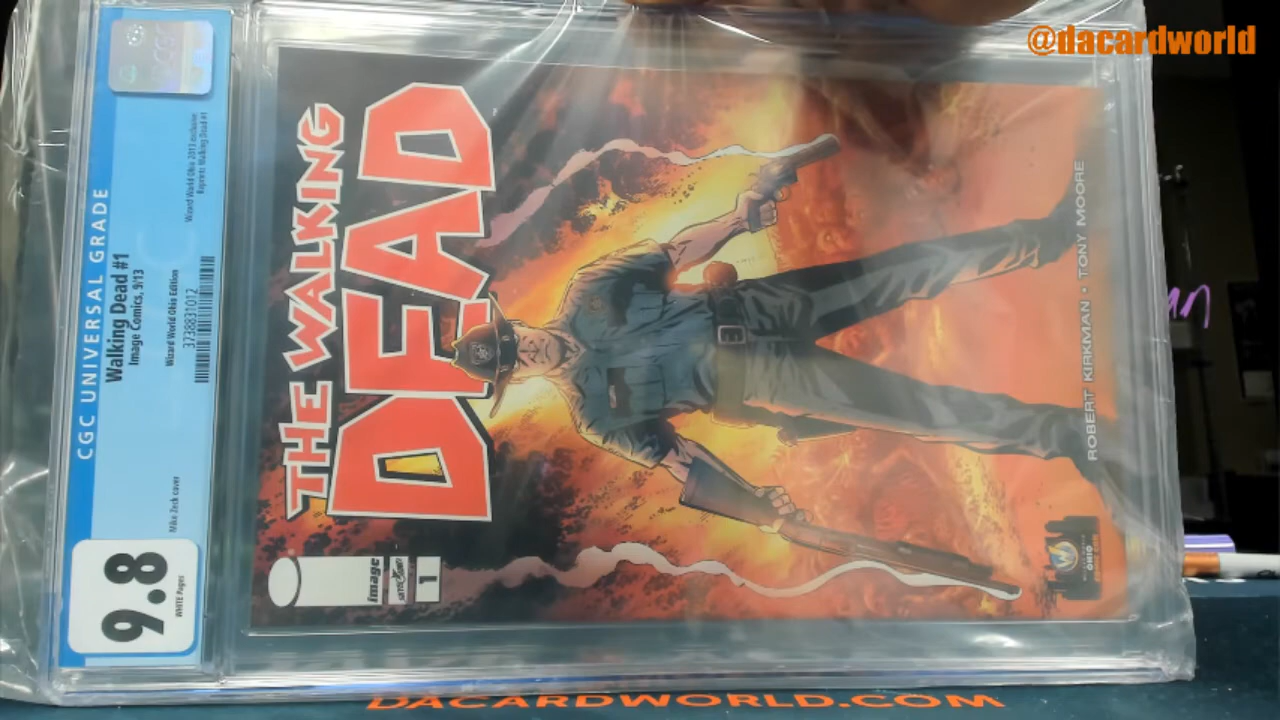 @dacardworld
CGC UNIVERSAL GRADE
Walking Dead #1
Image Comics, 9/13
Wizard World Ohio Edition
3738831012
Wizard World Ohio 2013 exclusive
Reprints Walking Dead #1
Mike Zeck cover
9.8
WHITE Pages
THE WALKING
DEAD
image
1
ROBERT KIRKMAN • TONY MOORE
OHIO
DACARDWORLD.COM